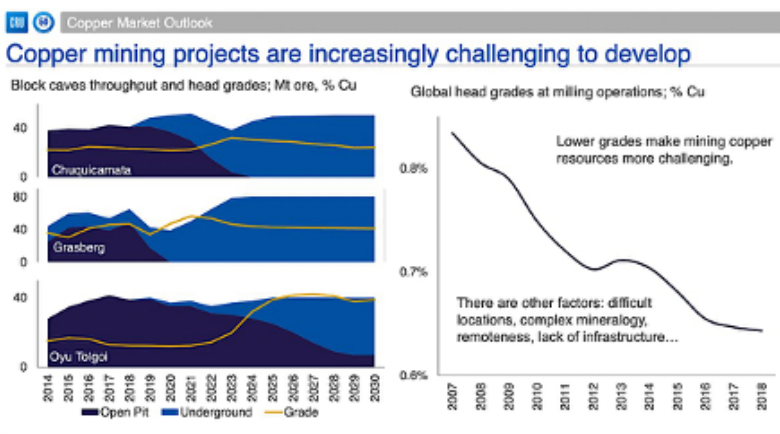 CRU
Copper Market Outlook
Copper mining projects are increasingly challenging to develop
Block caves throughput and head grades; Mt ore, % Cu
40
0
Chuquicamata
80
40
0
Grasberg
40
0
Oyu Tolgoi
2014 2015 2016 2017 2018 2019 2020 2021 2022 2023 2024 2025 2026 2027 2028 2029 2030
Open Pit Underground Grade
Global head grades at milling operations; % Cu
0.8%
0.7%
0.6%
Lower grades make mining copper
resources more challenging.
There are other factors: difficult
locations, complex mineralogy,
remoteness, lack of infrastructure...
2007 2008 2009 2010 2011 2012 2013 2014 2015 2016 2017 2018